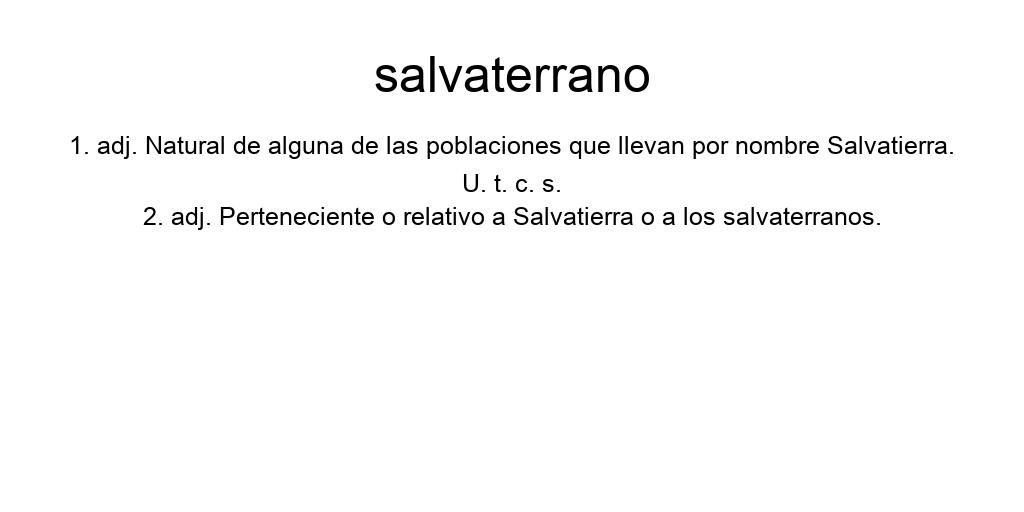 salvaterrano
1. adj. Natural de alguna de las poblaciones que llevan por nombre Salvatierra.
U. t. c. s.
2. adj. Perteneciente o relativo a Salvatierra o a los salvaterranos.